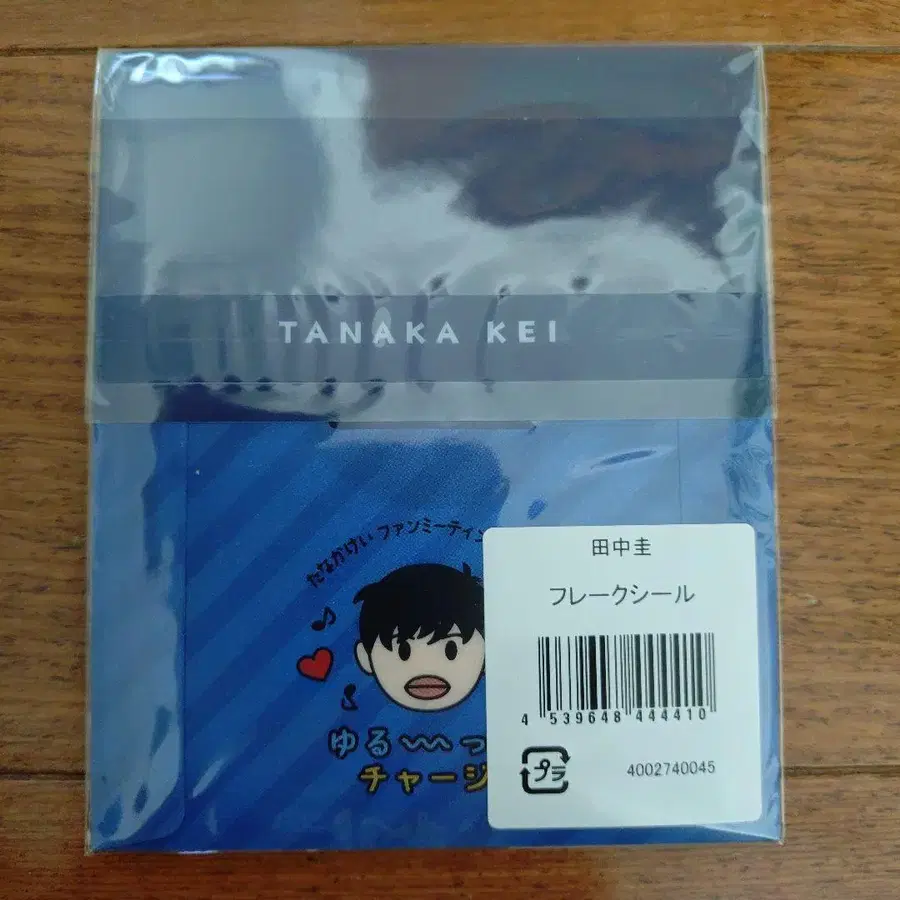 TANAKA KEI
たなかけい ファンミーティン
ゆる〰っ
チャージ
田中圭
フレークシール
4 539648 444410
プラ
4002740045